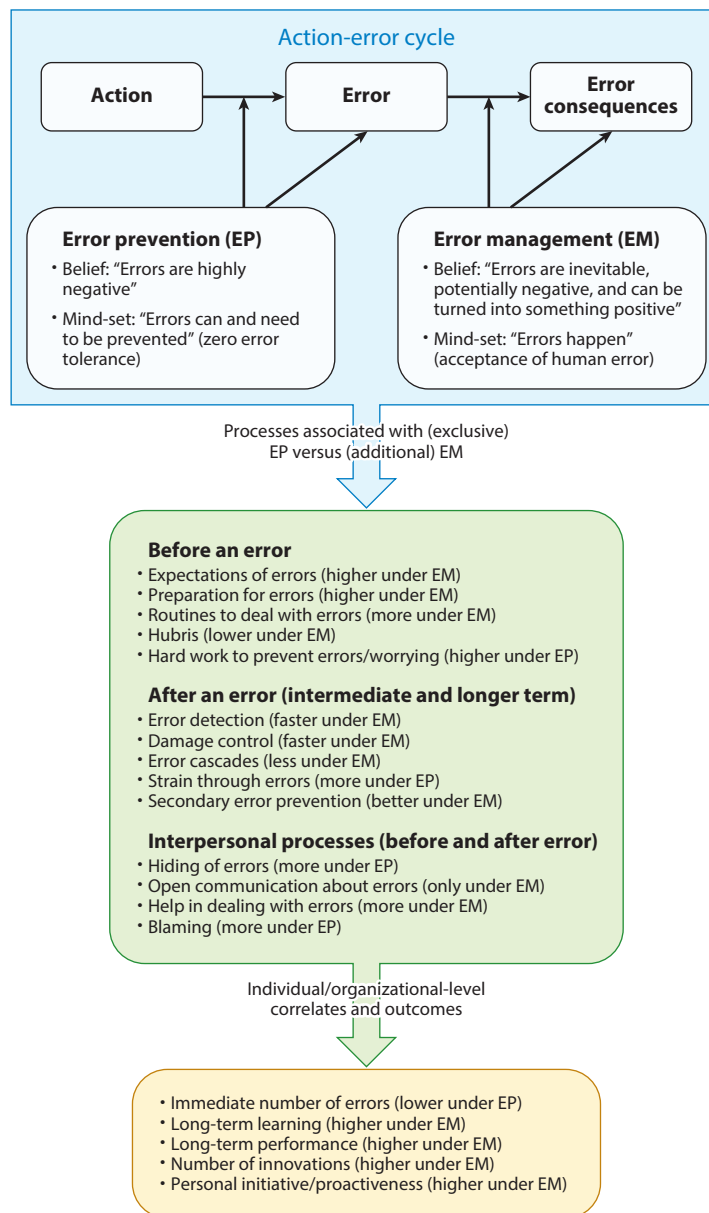 Action-error cycle
Action
Error
Error
consequences
Error prevention (EP)
• Belief: “Errors are highly
negative”
• Mind-set: “Errors can and need
to be prevented” (zero error
tolerance)
Error management (EM)
• Belief: “Errors are inevitable,
potentially negative, and can be
turned into something positive”
• Mind-set: “Errors happen”
(acceptance of human error)
Processes associated with (exclusive)
EP versus (additional) EM
Before an error
• Expectations of errors (higher under EM)
• Preparation for errors (higher under EM)
• Routines to deal with errors (more under EM)
• Hubris (lower under EM)
• Hard work to prevent errors/worrying (higher under EP)
After an error (intermediate and longer term)
• Error detection (faster under EM)
• Damage control (faster under EM)
• Error cascades (less under EM)
• Strain through errors (more under EP)
• Secondary error prevention (better under EM)
Interpersonal processes (before and after error)
• Hiding of errors (more under EP)
• Open communication about errors (only under EM)
• Help in dealing with errors (more under EM)
• Blaming (more under EP)
Individual/organizational-level
correlates and outcomes
• Immediate number of errors (lower under EP)
• Long-term learning (higher under EM)
• Long-term performance (higher under EM)
• Number of innovations (higher under EM)
• Personal initiative/proactiveness (higher under EM)